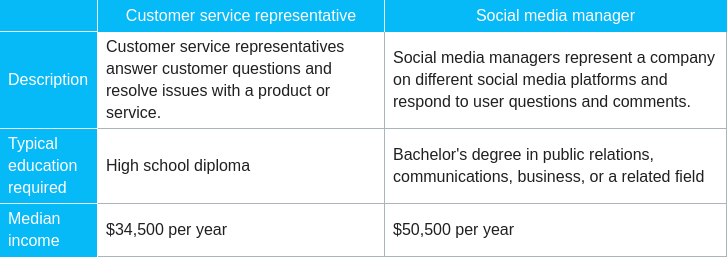 Customer service representative
Social media manager
Description
Customer service representatives
answer customer questions and
resolve issues with a product or
service.
Social media managers represent a company
on different social media platforms and
respond to user questions and comments.
Typical
education
required
High school diploma
Bachelor's degree in public relations,
communications, business, or a related field
Median
income
$34,500 per year
$50,500 per year